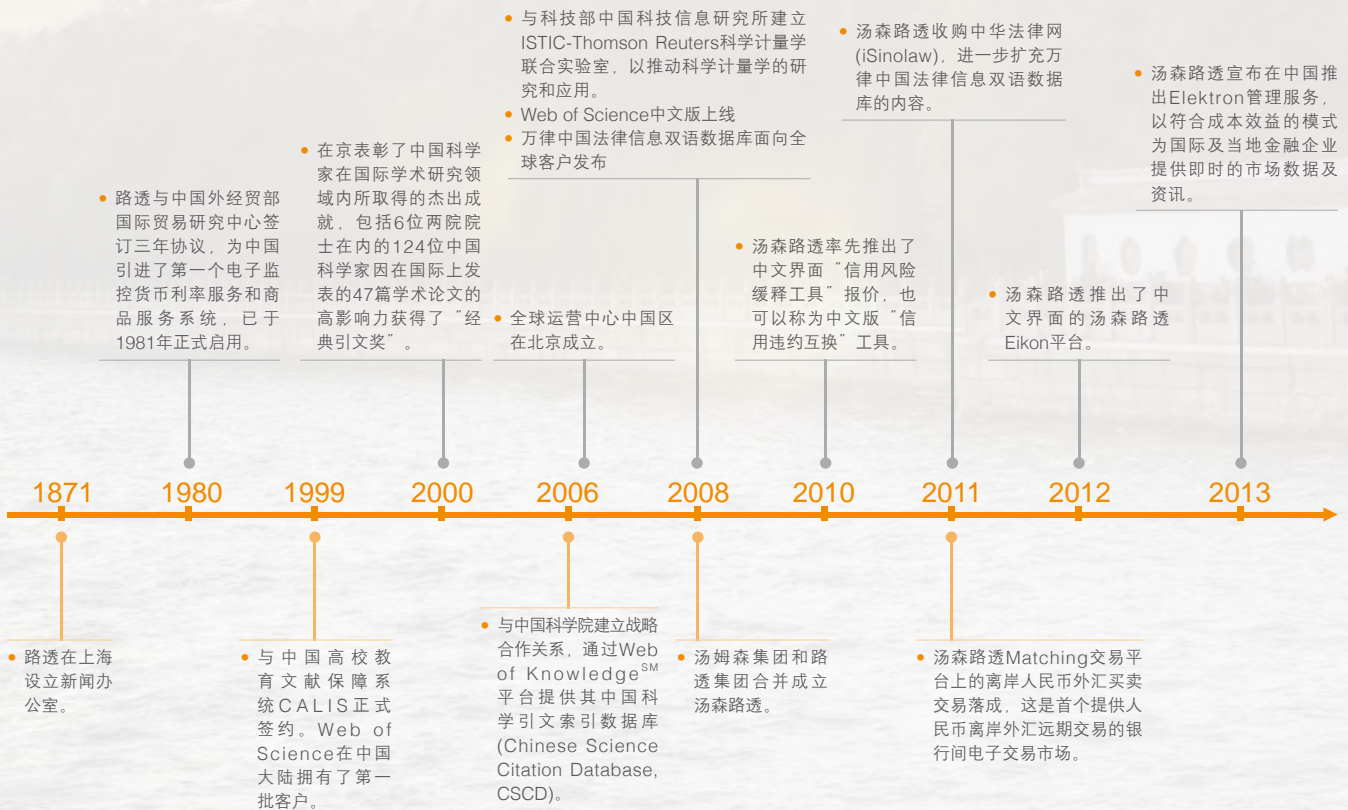 路透与中国外经贸部
国际贸易研究中心签
订三年协议，为中国
引进了第一个电子监
控货币利率服务和商
品服务系统，已于
1981年正式启用。
在京表彰了中国科学
家在国际学术研究领
域内所取得的杰出成
就，包括6位两院院
士在内的124位中国
科学家因在国际上发
表的47篇学术论文的
高影响力获得了“经
典引文奖”。
全球运营中心中国区
在北京成立。
与科技部中国科技信息研究所建立
ISTIC-Thomson Reuters科学计量学
联合实验室，以推动科学计量学的研
究和应用。
Web of Science中文版上线
万律中国法律信息双语数据库面向全
球客户发布
汤森路透率先推出了
中文界面“信用风险
缓释工具”报价，也
可以称为中文版“信
用违约互换”工具。
汤森路透收购中华法律网
(iSinolaw)，进一步扩充万
律中国法律信息双语数据
库的内容。
汤森路透推出了中
文界面的汤森路透
Eikon平台。
汤森路透宣布在中国推
出Elektron管理服务，
以符合成本效益的模式
为国际及当地金融企业
提供即时的市场数据及
资讯。
1871 1980 1999 2000 2006 2008 2010 2011 2012 2013
路透在上海
设立新闻办
公室。
与中国高校教
育文献保障系
统CALIS正式
签约。Web of
Science在中国
大陆拥有了第一
批客户。
与中国科学院建立战略
合作关系，通过Web
of Knowledge℠
平台提供其中国科
学引文索引数据库
(Chinese Science
Citation Database,
CSCD)。
汤姆森集团和路
透集团合并成立
汤森路透。
汤森路透Matching交易平
台上的离岸人民币外汇买卖
交易落成，这是首个提供人
民币离岸外汇远期交易的银
行间电子交易市场。